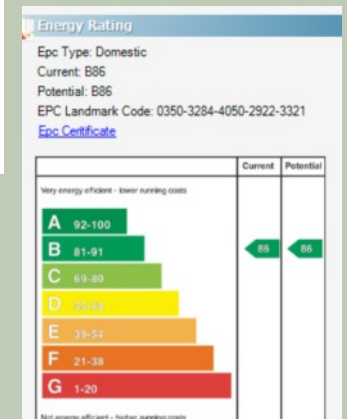 Energy Rating
Epc Type: Domestic
Current: B86
Potential: B86
EPC Landmark Code: 0350-3284-4050-2922-3321
Epc Certificate
Current Potential
Very energy efficient - lower running costs
A 92-100
B 81-91
86 86
C 69-80
D
E 39-54
F 21-38
G 1-20
Not energy efficient - higher running costs